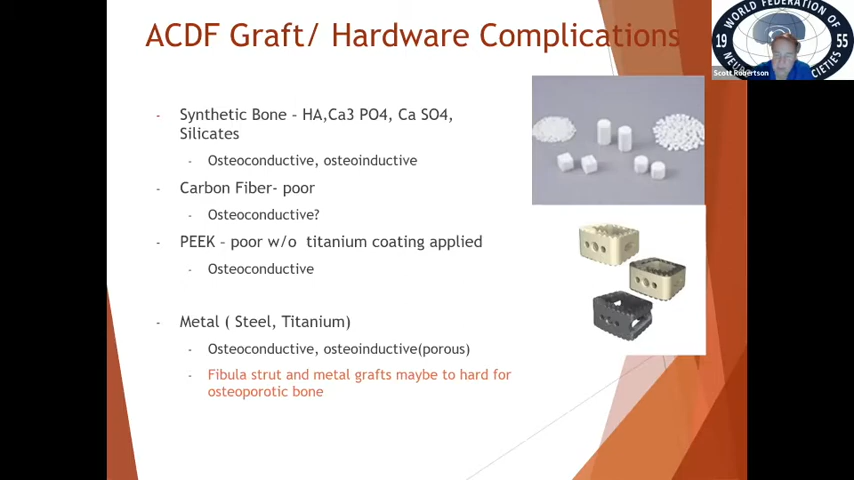 ACDF Graft/ Hardware Complications
WORLD FEDERATION OF
19 55
SOCIETIES
Scott Robertson
- Synthetic Bone – HA,Ca3 PO4, Ca SO4,
Silicates
- Osteoconductive, osteoinductive
- Carbon Fiber- poor
- Osteoconductive?
- PEEK – poor w/o titanium coating applied
- Osteoconductive
- Metal ( Steel, Titanium)
- Osteoconductive, osteoinductive(porous)
- Fibula strut and metal grafts maybe to hard for
osteoporotic bone